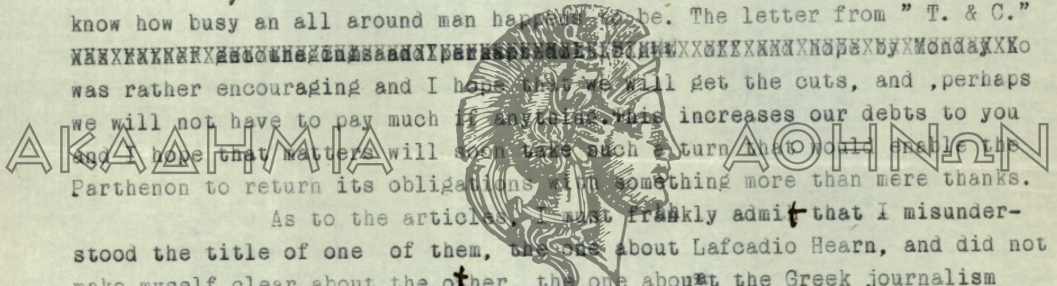 know how busy an all around man happens to be. The letter from " T. & C."
was rather encouraging and I hope that we will get the cuts, and ,perhaps
we will not have to pay much if anything.This increases our debts to you
and I hope that matters will soon take such a turn that would enable the
ΑΚΑΔΗΜΙΑ ΑΘΗΝΩΝ
Parthenon to return its obligations with something more than mere thanks.
As to the articles, I must frankly admit that I misunder-
stood the title of one of them, the one about Lafcadio Hearn, and did not
make myself clear about the other the one about the Greek journalism